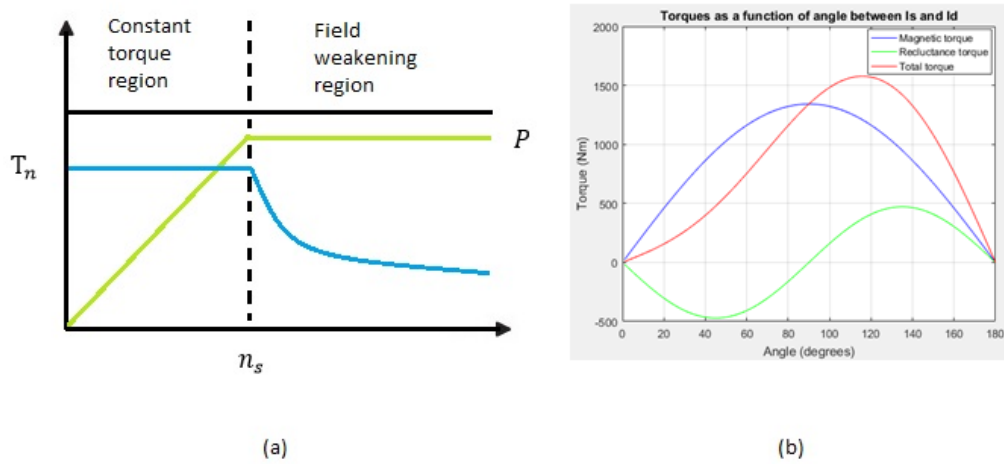 Constant
torque
region
Field
weakening
region
T_n
P
n_s
(a)
Torques as a function of angle between Is and Id
Magnetic torque
Recluctance torque
Total torque
2000
1500
1000
500
0
-500
Torque (Nm)
0 20 40 60 80 100 120 140 160 180
Angle (degrees)
(b)